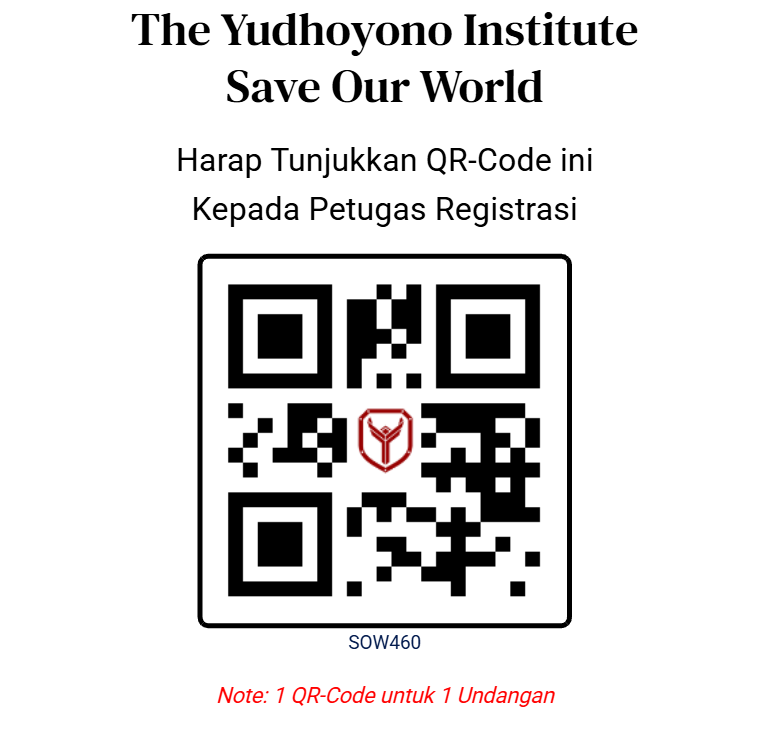 The Yudhoyono Institute
Save Our World
Harap Tunjukkan QR-Code ini
Kepada Petugas Registrasi
SOW460
Note: 1 QR-Code untuk 1 Undangan